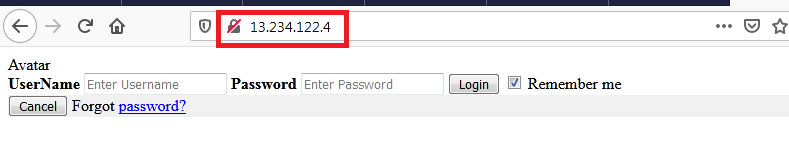 13.234.122.4
Avatar
UserName Enter Username Password Enter Password Login Remember me
Cancel Forgot password?